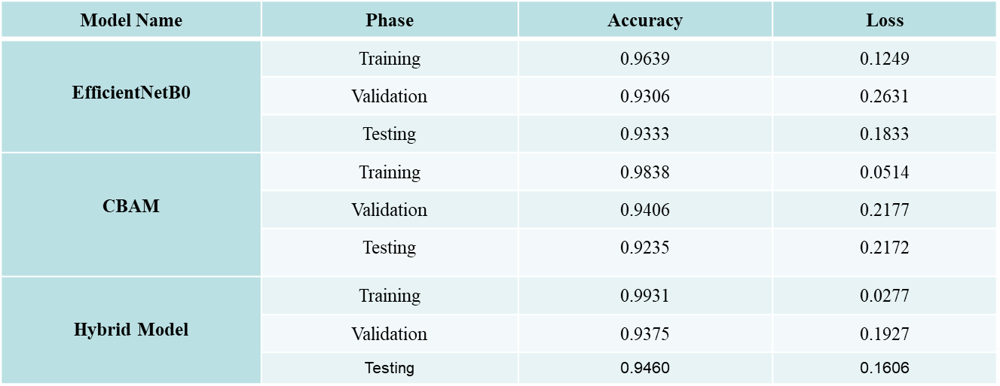 Model Name Phase Accuracy Loss
EfficientNetB0
Training 0.9639 0.1249
Validation 0.9306 0.2631
Testing 0.9333 0.1833
CBAM
Training 0.9838 0.0514
Validation 0.9406 0.2177
Testing 0.9235 0.2172
Hybrid Model
Training 0.9931 0.0277
Validation 0.9375 0.1927
Testing 0.9460 0.1606